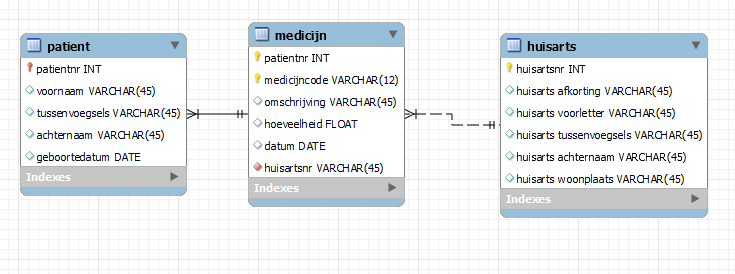 patient
patientnr INT
voornaam VARCHAR(45)
tussenvoegsels VARCHAR(45)
achternaam VARCHAR(45)
geboortedatum DATE
Indexes
medicijn
patientnr INT
medicijncode VARCHAR(12)
omschrijving VARCHAR(45)
hoeveelheid FLOAT
datum DATE
huisartsnr VARCHAR(45)
Indexes
huisarts
huisartsnr INT
huisarts afkorting VARCHAR(45)
huisarts voorletter VARCHAR(45)
huisarts tussenvoegsels VARCHAR(45)
huisarts achternaam VARCHAR(45)
huisarts woonplaats VARCHAR(45)
Indexes